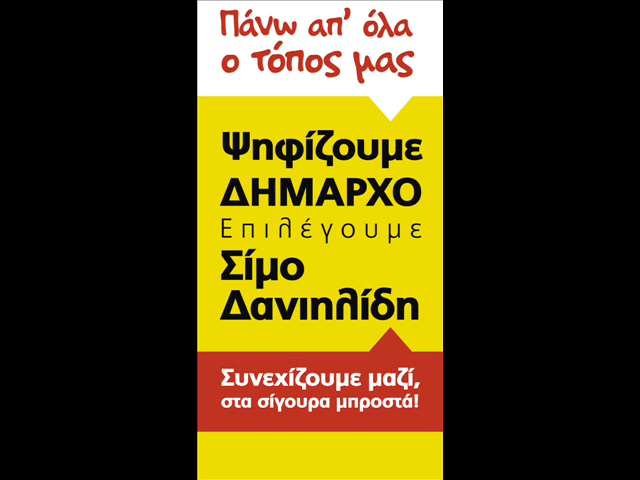 Πάνω απ' όλα
ο τόπος μας
Ψηφίζουμε
ΔΗΜΑΡΧΟ
Επιλέγουμε
Σίμο
Δανιηλίδη
Συνεχίζουμε μαζί,
στα σίγουρα μπροστά!